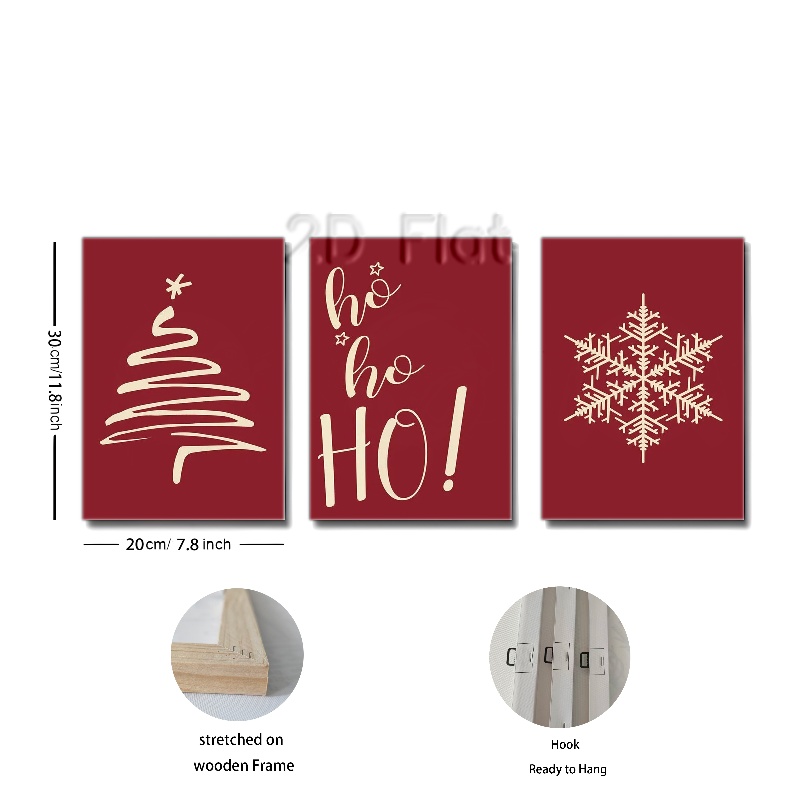 2D Flat
ho
ho
HO!
30cm/11.8inch
20cm/ 7.8 inch
stretched on
wooden Frame
Hook
Ready to Hang